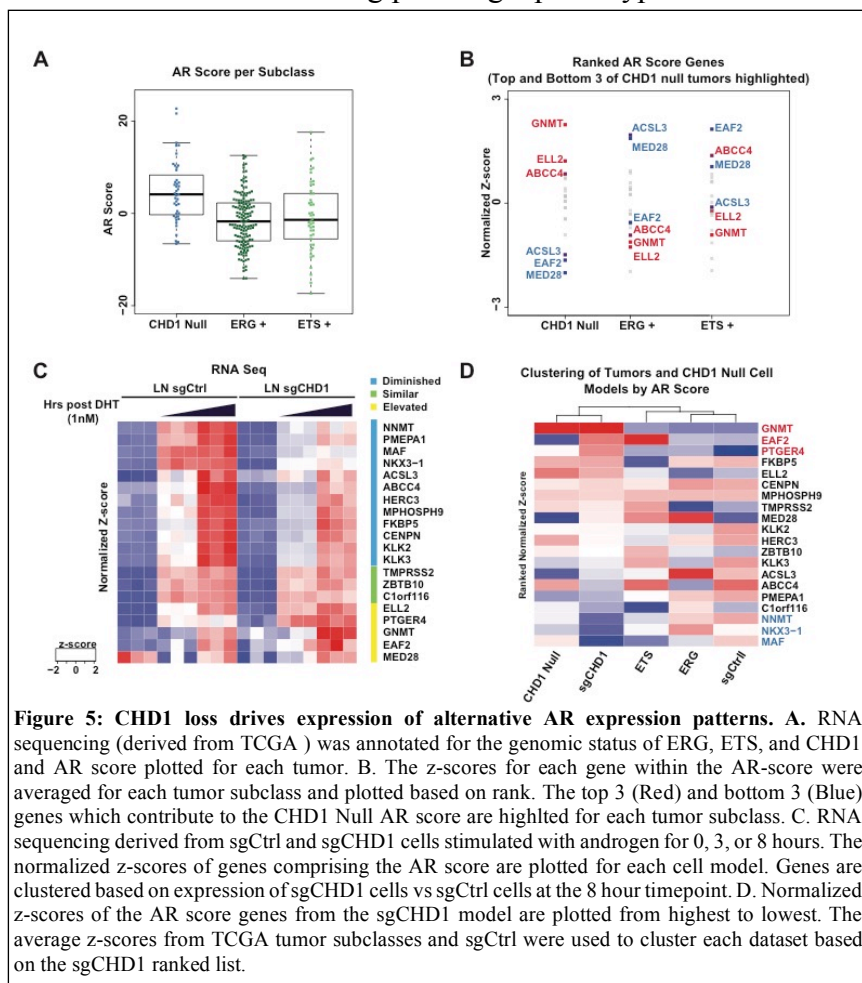 A
AR Score per Subclass
AR Score
20
0
-20
CHD1 Null
ERG +
ETS +
B
Ranked AR Score Genes
(Top and Bottom 3 of CHD1 null tumors highlighted)
Normalized Z-score
3
0
-3
GNMT
ELL2
ABCC4
ACSL3
EAF2
MED28
ACSL3
MED28
EAF2
ABCC4
GNMT
ELL2
EAF2
ABCC4
MED28
ACSL3
ELL2
GNMT
CHD1 Null
ERG +
ETS +
C
RNA Seq
LN sgCtrl
LN sgCHD1
Hrs post DHT
(1nM)
Diminished
Similar
Elevated
Normalized Z-score
NNMT
PMEPA1
MAF
NKX3-1
ACSL3
ABCC4
HERC3
MPHOSPH9
FKBP5
CENPN
KLK2
KLK3
TMPRSS2
ZBTB10
C1orf116
ELL2
PTGER4
GNMT
EAF2
MED28
z-score
-2 0 2
D
Clustering of Tumors and CHD1 Null Cell
Models by AR Score
Ranked Normalized Z-score
GNMT
EAF2
PTGER4
FKBP5
ELL2
CENPN
MPHOSPH9
TMPRSS2
MED28
KLK2
HERC3
ZBTB10
KLK3
ACSL3
ABCC4
PMEPA1
C1orf116
NNMT
NKX3-1
MAF
CHD1 Null
sgCHD1
ETS
ERG
sgCtrll
Figure 5: CHD1 loss drives expression of alternative AR expression patterns. A. RNA
sequencing (derived from TCGA ) was annotated for the genomic status of ERG, ETS, and CHD1
and AR score plotted for each tumor. B. The z-scores for each gene within the AR-score were
averaged for each tumor subclass and plotted based on rank. The top 3 (Red) and bottom 3 (Blue)
genes which contribute to the CHD1 Null AR score are highlted for each tumor subclass. C. RNA
sequencing derived from sgCtrl and sgCHD1 cells stimulated with androgen for 0, 3, or 8 hours. The
normalized z-scores of genes comprising the AR score are plotted for each cell model. Genes are
clustered based on expression of sgCHD1 cells vs sgCtrl cells at the 8 hour timepoint. D. Normalized
z-scores of the AR score genes from the sgCHD1 model are plotted from highest to lowest. The
average z-scores from TCGA tumor subclasses and sgCtrl were used to cluster each dataset based
on the sgCHD1 ranked list.